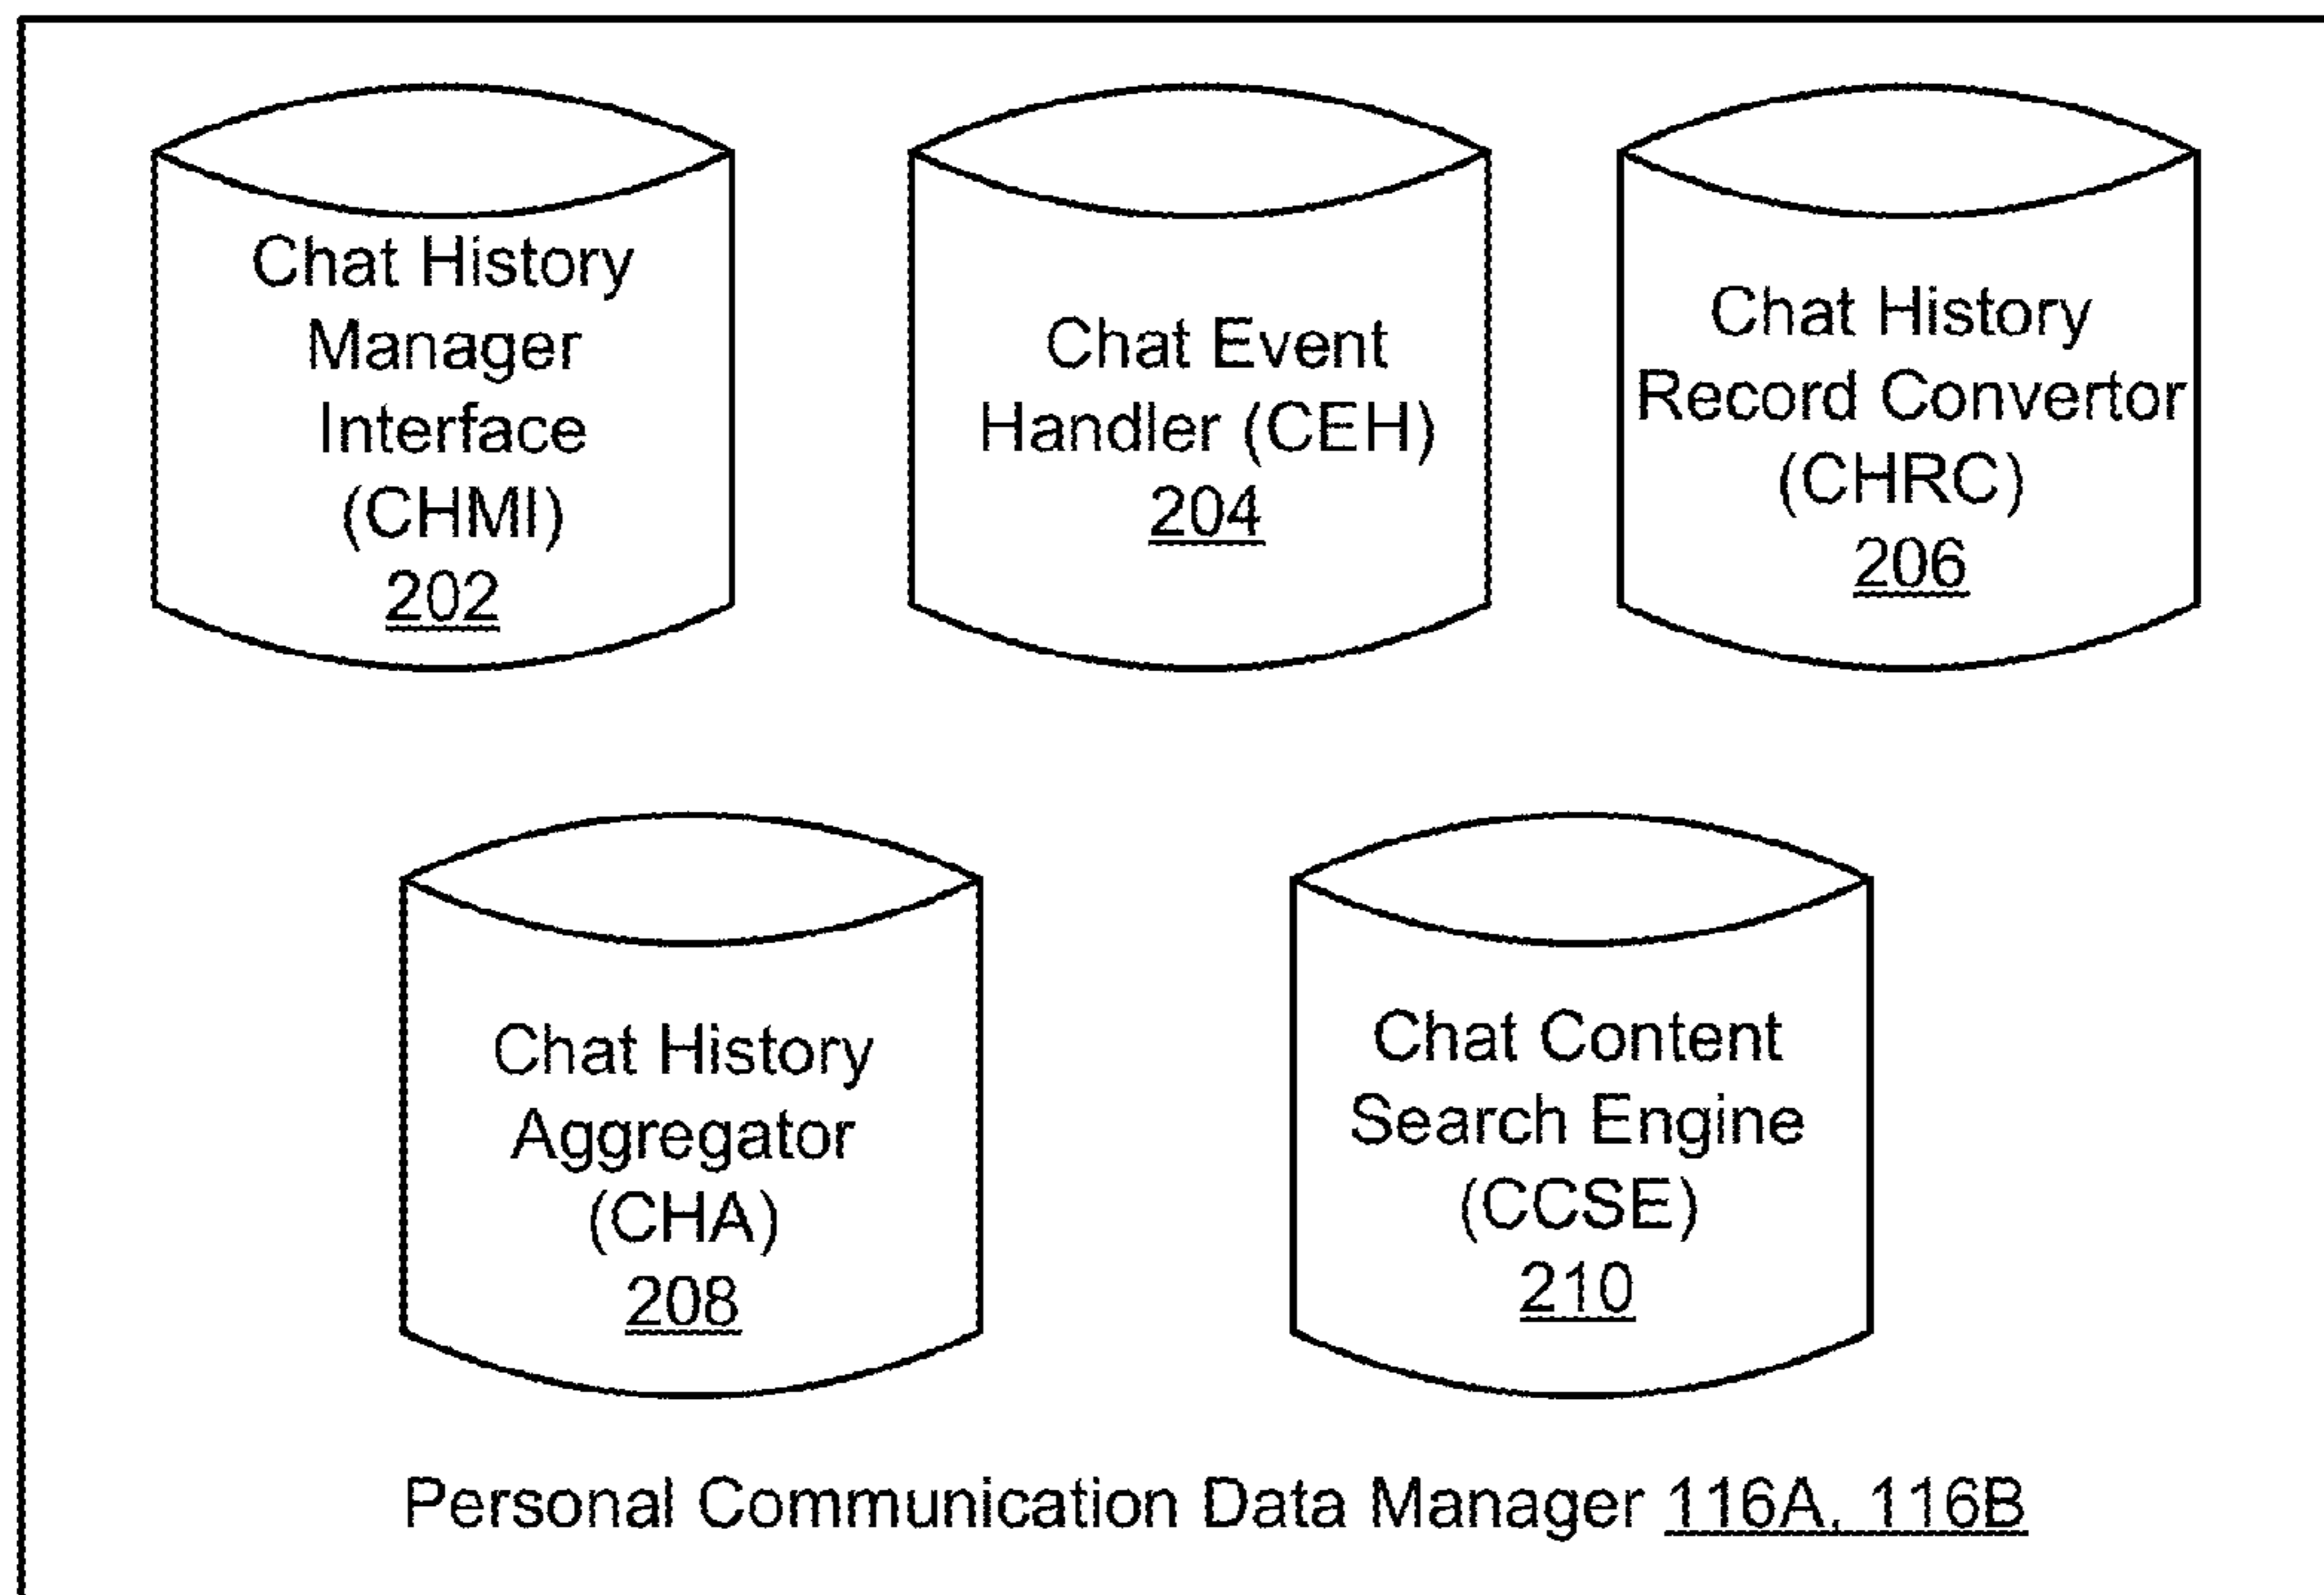 Chat History
Manager
Interface
(CHMI)
202
Chat Event
Handler (CEH)
204
Chat History
Record Convertor
(CHRC)
206
Chat History
Aggregator
(CHA)
208
Chat Content
Search Engine
(CCSE)
210
Personal Communication Data Manager 116A, 116B